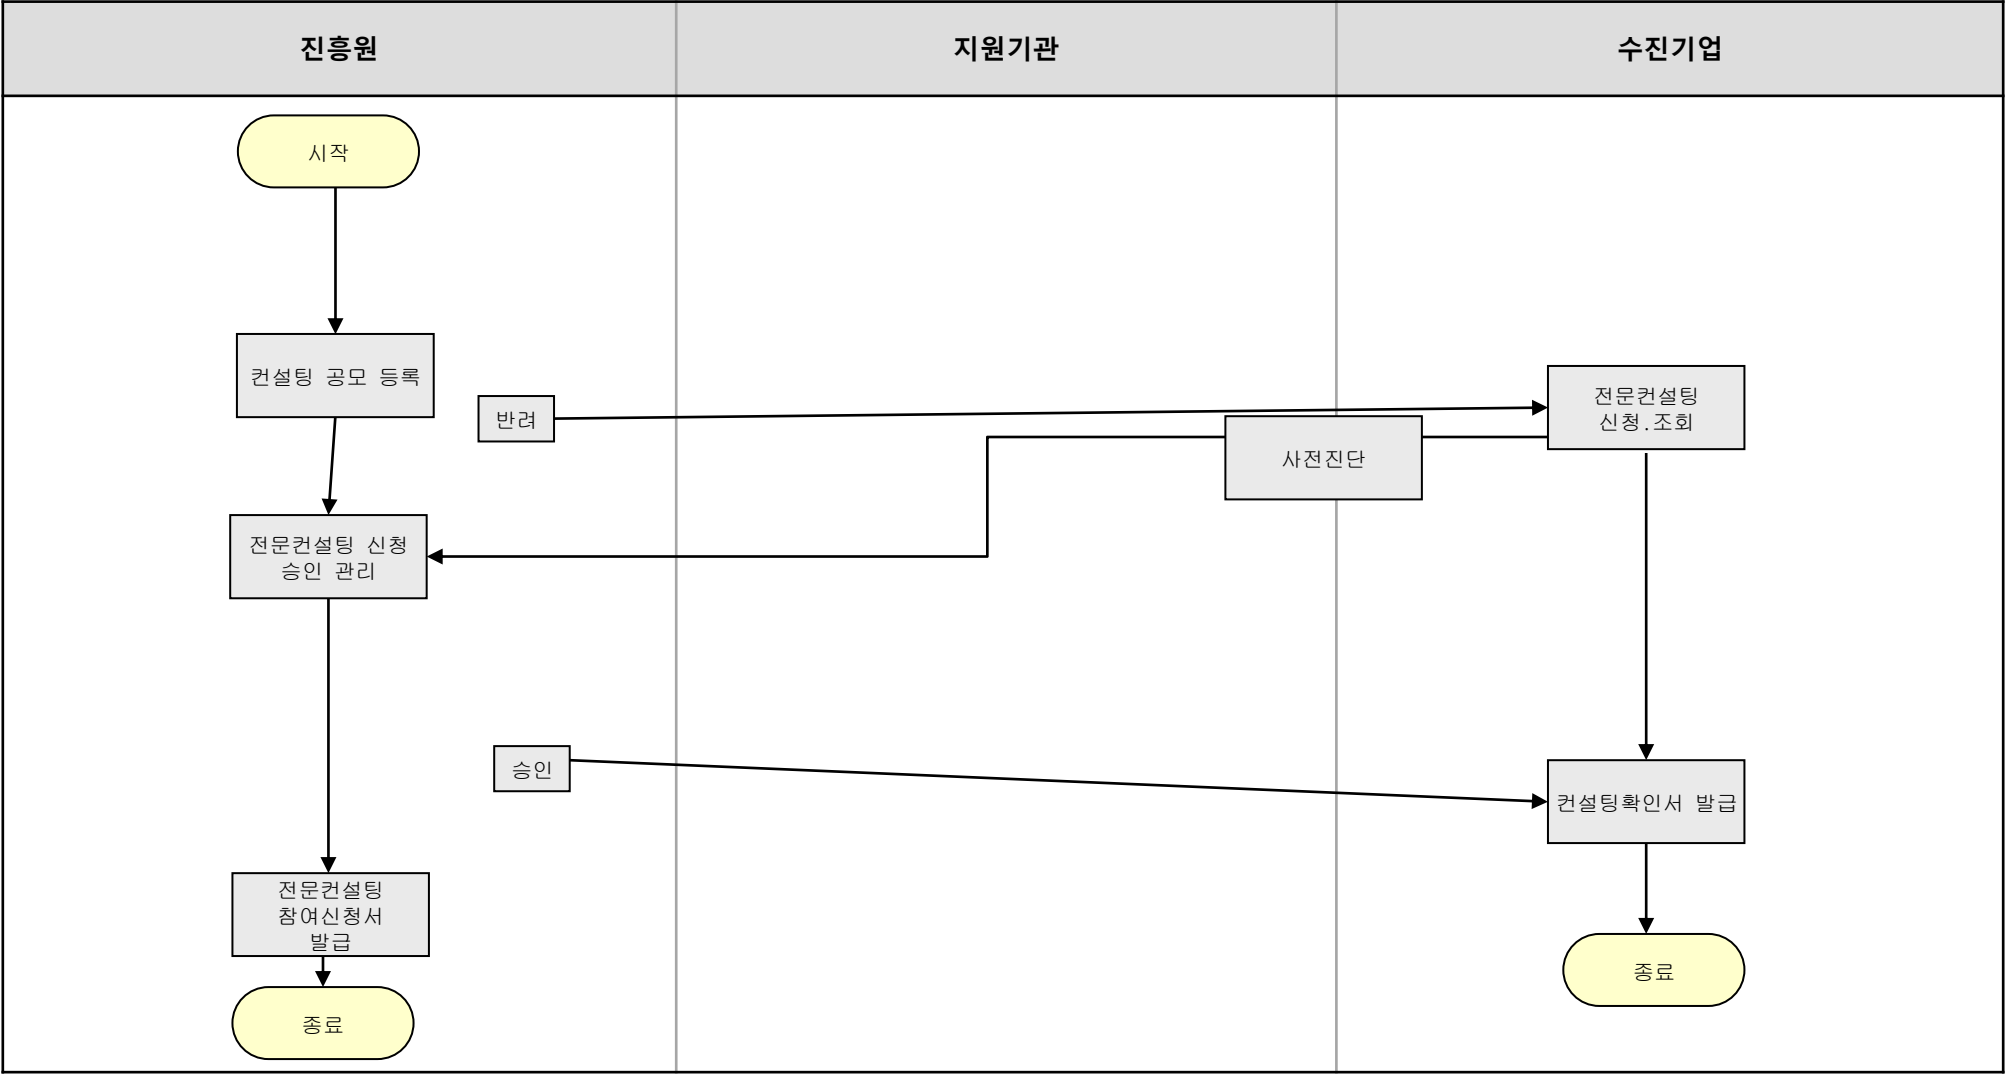 진흥원
지원기관
수진기업
시작
컨설팅 공모 등록
반려
전문컨설팅
신청.조회
사전진단
전문컨설팅 신청
승인 관리
승인
컨설팅확인서 발급
전문컨설팅
참여신청서
발급
종료
종료